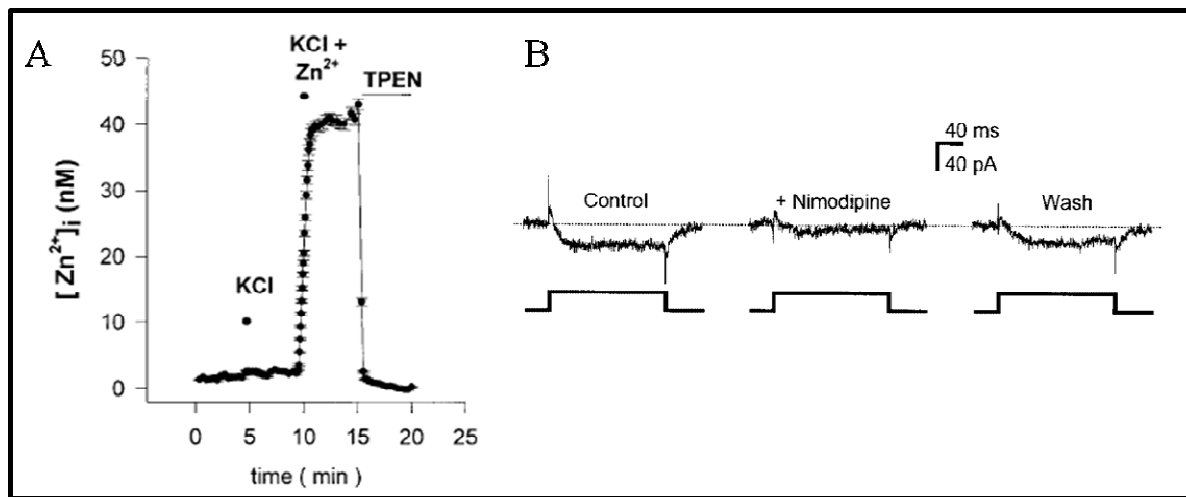 A
KCl +
Zn²⁺
TPEN
KCl
[Zn²⁺]i (nM)
50
40
30
20
10
0
0 5 10 15 20 25
time ( min )
B
40 ms
40 pA
Control
+ Nimodipine
Wash